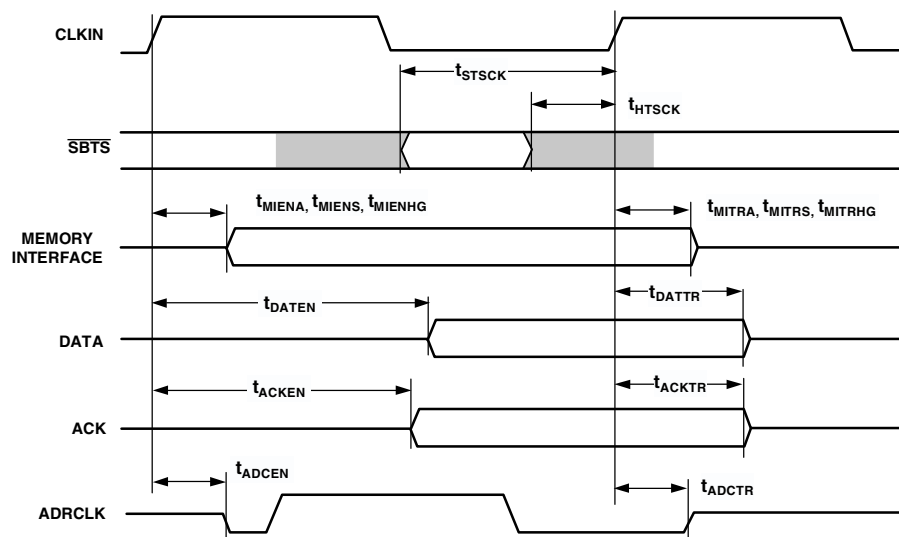 CLKIN
tSTSCK
tHTSCK
SBTS
tMIENA, tMIENS, tMIENHG
tMITRA, tMITRS, tMITRHG
MEMORY
INTERFACE
tDATEN
tDATTR
DATA
tACKEN
tACKTR
ACK
tADCEN
tADCTR
ADRCLK